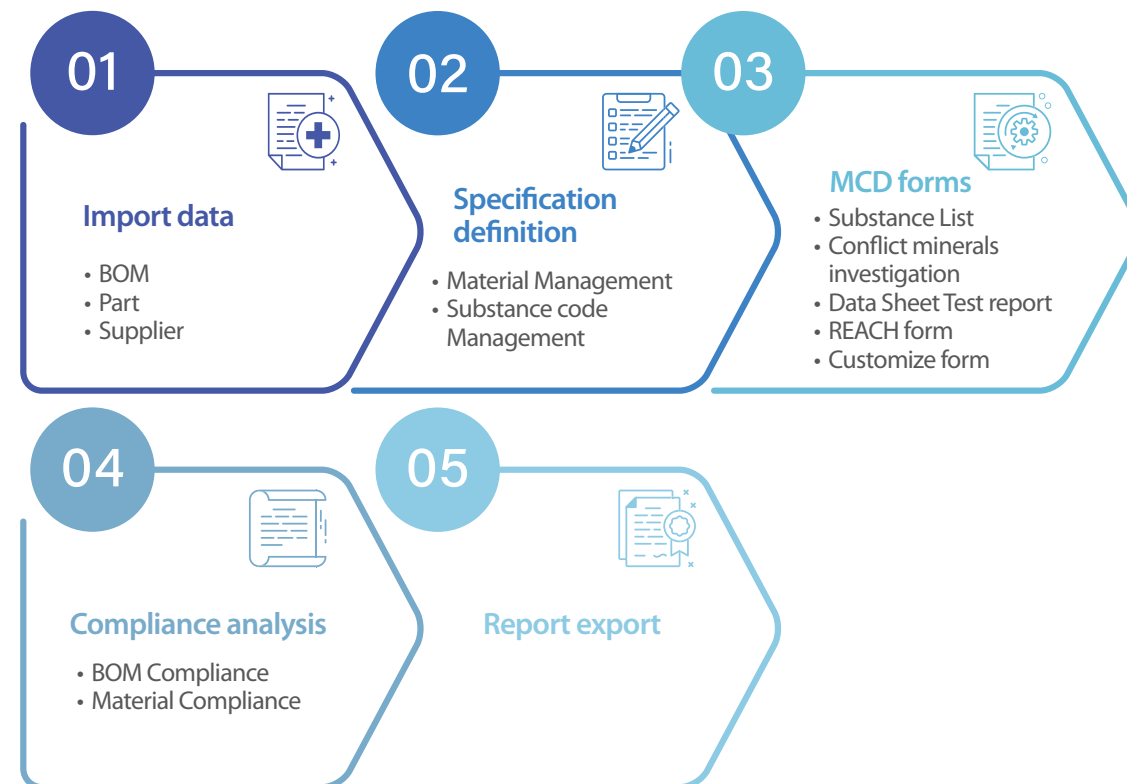 01
Import data
• BOM
• Part
• Supplier
02
Specification
definition
• Material Management
• Substance code
Management
03
MCD forms
• Substance List
• Conflict minerals
investigation
• Data Sheet Test report
• REACH form
• Customize form
04
Compliance analysis
• BOM Compliance
• Material Compliance
05
Report export